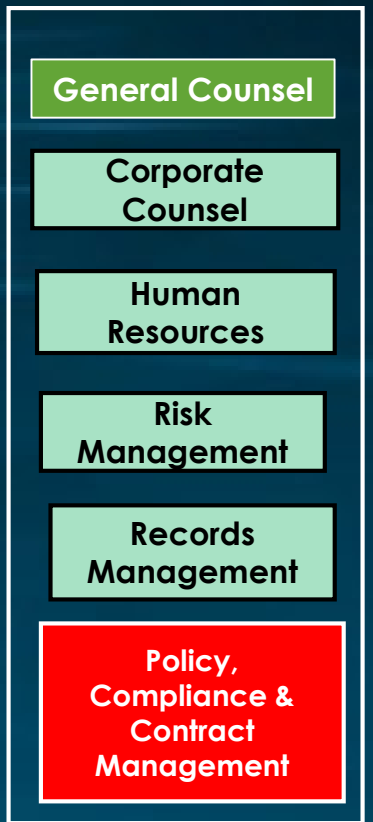 General Counsel
Corporate
Counsel
Human
Resources
Risk
Management
Records
Management
Policy,
Compliance &
Contract
Management